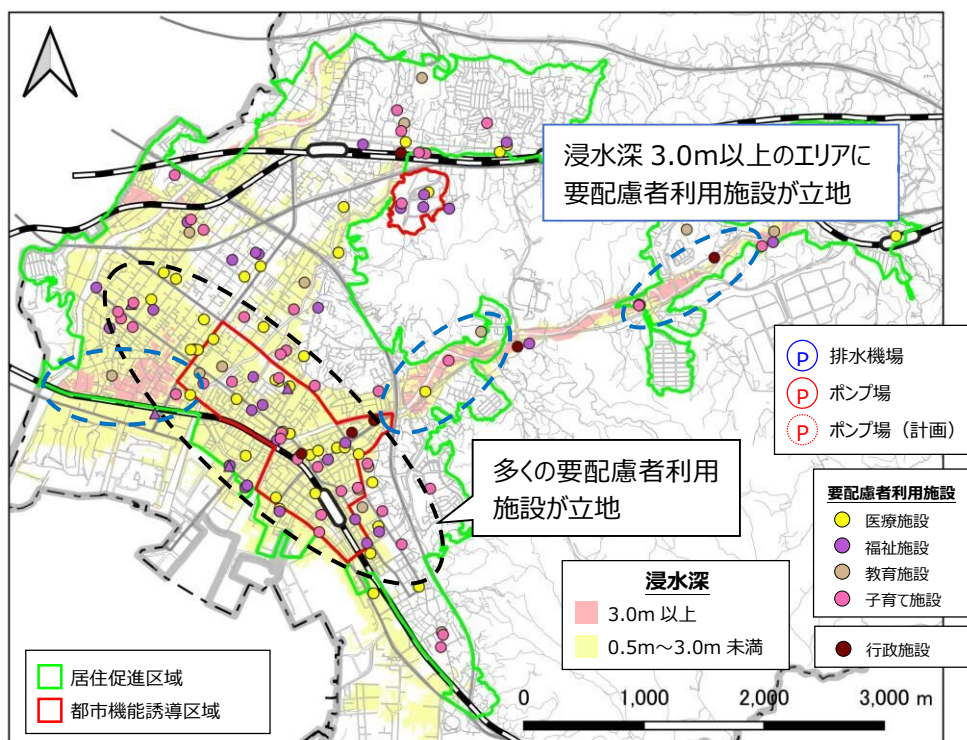 浸水深 3.0m以上のエリアに
要配慮者利用施設が立地
P 排水機場
P ポンプ場
P ポンプ場（計画）
多くの要配慮者利用
施設が立地
要配慮者利用施設
医療施設
福祉施設
教育施設
子育て施設
行政施設
浸水深
3.0m 以上
0.5m～3.0m 未満
居住促進区域
都市機能誘導区域
0 1,000 2,000 3,000 m